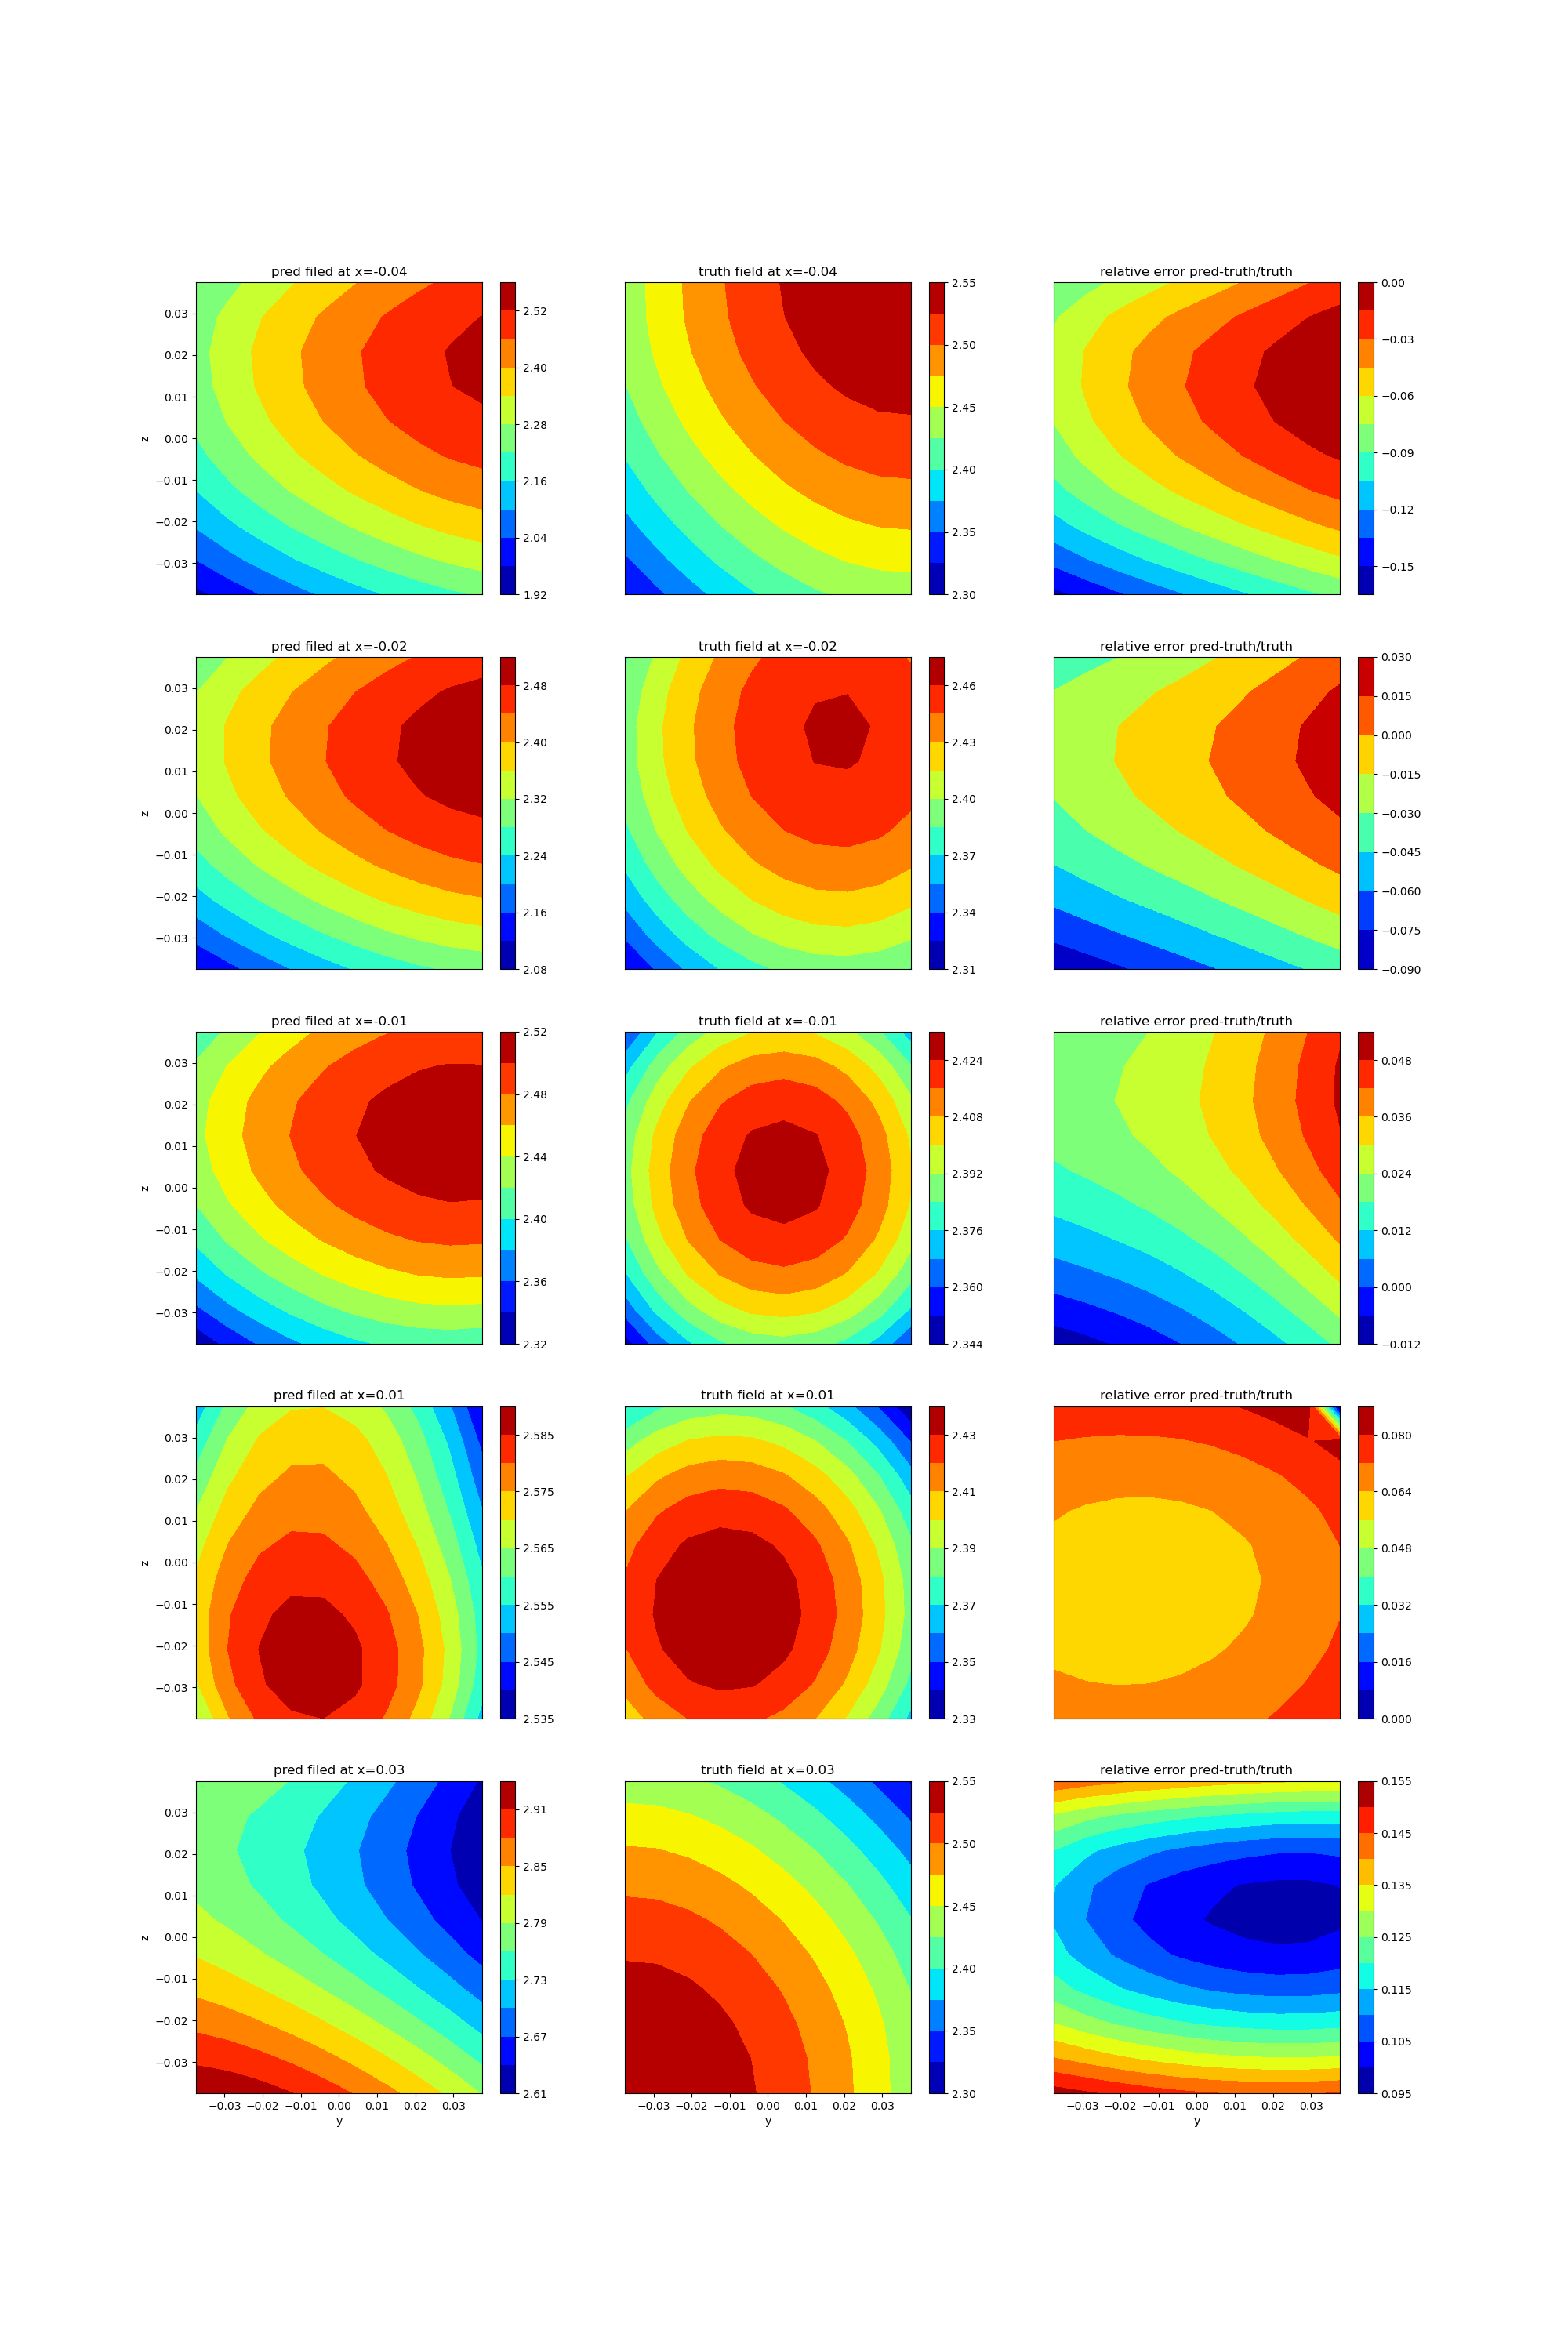 pred filed at x=-0.04 truth field at x=-0.04 relative error pred-truth/truth
0.03 0.02 0.01 0.00 −0.01 −0.02 −0.03
z
2.52 2.40 2.28 2.16 2.04 1.92
2.55 2.50 2.45 2.40 2.35 2.30
0.00 −0.03 −0.06 −0.09 −0.12 −0.15
pred filed at x=-0.02 truth field at x=-0.02 relative error pred-truth/truth
0.03 0.02 0.01 0.00 −0.01 −0.02 −0.03
z
2.48 2.40 2.32 2.24 2.16 2.08
2.46 2.43 2.40 2.37 2.34 2.31
0.030 0.015 0.000 −0.015 −0.030 −0.045 −0.060 −0.075 −0.090
pred filed at x=-0.01 truth field at x=-0.01 relative error pred-truth/truth
0.03 0.02 0.01 0.00 −0.01 −0.02 −0.03
z
2.52 2.48 2.44 2.40 2.36 2.32
2.424 2.408 2.392 2.376 2.360 2.344
0.048 0.036 0.024 0.012 0.000 −0.012
pred filed at x=0.01 truth field at x=0.01 relative error pred-truth/truth
0.03 0.02 0.01 0.00 −0.01 −0.02 −0.03
z
2.585 2.575 2.565 2.555 2.545 2.535
2.43 2.41 2.39 2.37 2.35 2.33
0.080 0.064 0.048 0.032 0.016 0.000
pred filed at x=0.03 truth field at x=0.03 relative error pred-truth/truth
0.03 0.02 0.01 0.00 −0.01 −0.02 −0.03
z
2.91 2.85 2.79 2.73 2.67 2.61
2.55 2.50 2.45 2.40 2.35 2.30
0.155 0.145 0.135 0.125 0.115 0.105 0.095
−0.03 −0.02 −0.01 0.00 0.01 0.02 0.03 −0.03 −0.02 −0.01 0.00 0.01 0.02 0.03 −0.03 −0.02 −0.01 0.00 0.01 0.02 0.03
y y y